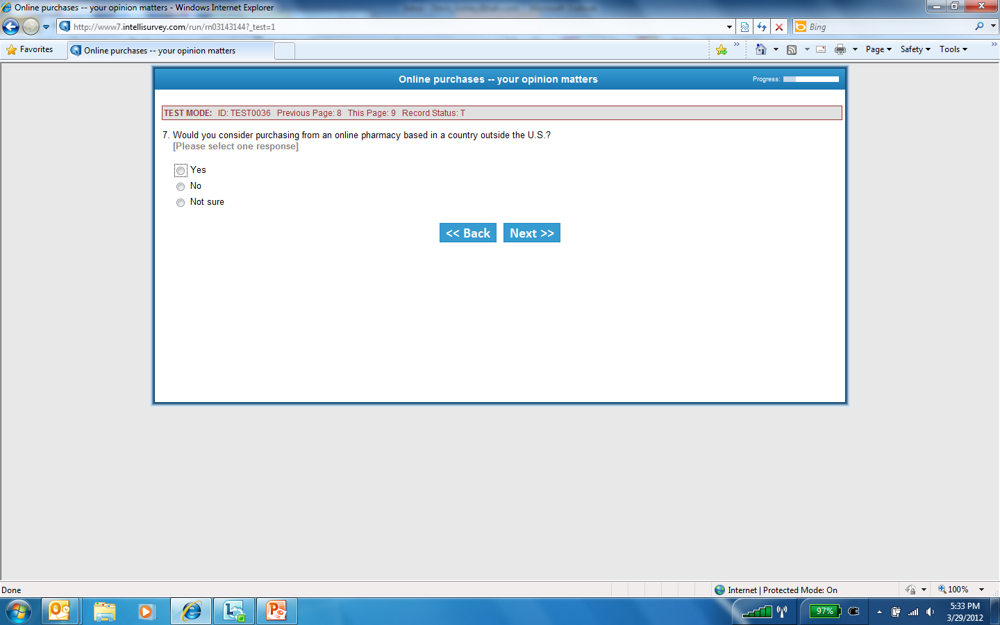 Online purchases -- your opinion matters - Windows Internet Explorer
http://www7.intellisurvey.com/run/rn03143144?_test=1
Bing
Favorites
Online purchases -- your opinion matters
Page
Safety
Tools
Online purchases -- your opinion matters
Progress:
TEST MODE: ID: TEST0036 Previous Page: 8 This Page: 9 Record Status: T
7. Would you consider purchasing from an online pharmacy based in a country outside the U.S.?
[Please select one response]
Yes
No
Not sure
<< Back
Next >>
Done
Internet | Protected Mode: On
100%
97%
5:33 PM
3/29/2012